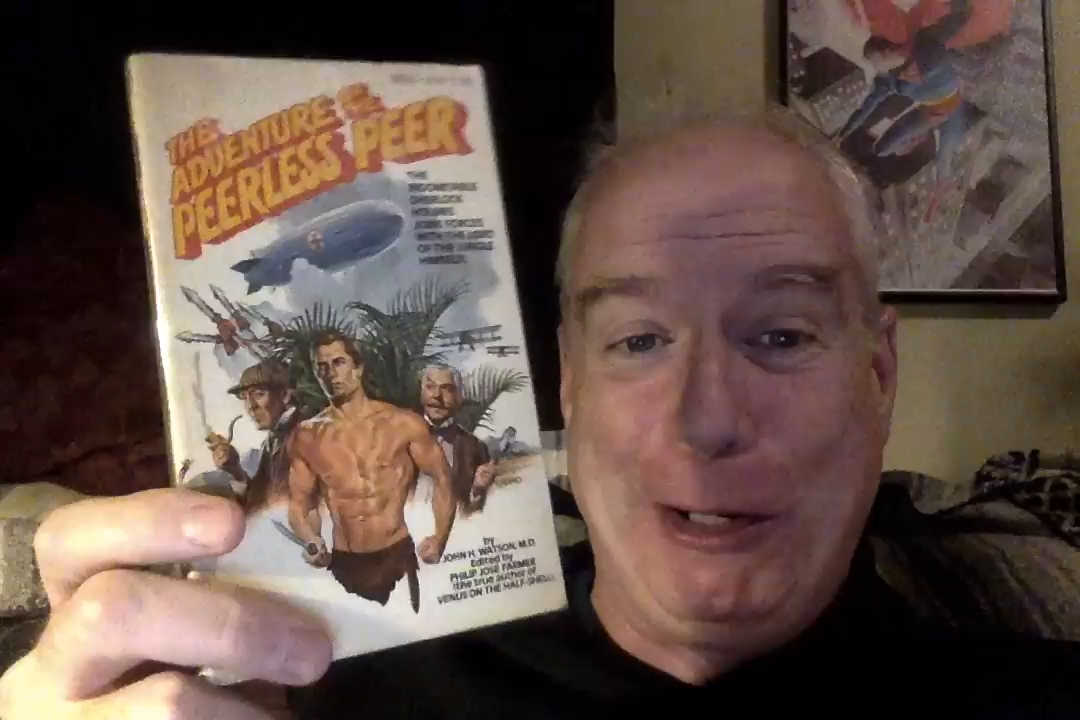 THE
ADVENTURE OF THE
PEERLESS PEER
THE
INDOMITABLE
SHERLOCK
HOLMES
JOINS FORCES
WITH THE LORD
OF THE JUNGLE
HIMSELF!
by
JOHN H. WATSON, M.D.
Edited by
PHILIP JOSÉ FARMER
(the true author of
VENUS ON THE HALF-SHELL)